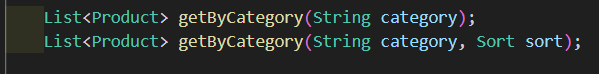 List<Product> getByCategory(String category);
List<Product> getByCategory(String category, Sort sort);